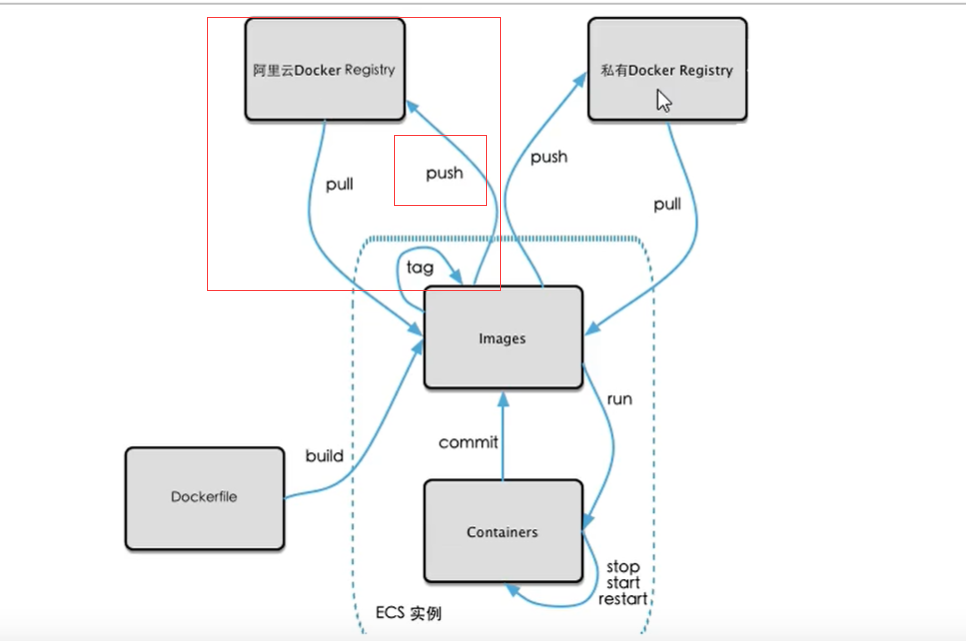 阿里云Docker Registry
私有Docker Registry
push
push
pull
pull
tag
Images
run
commit
build
Dockerfile
Containers
stop
start
restart
ECS 实例